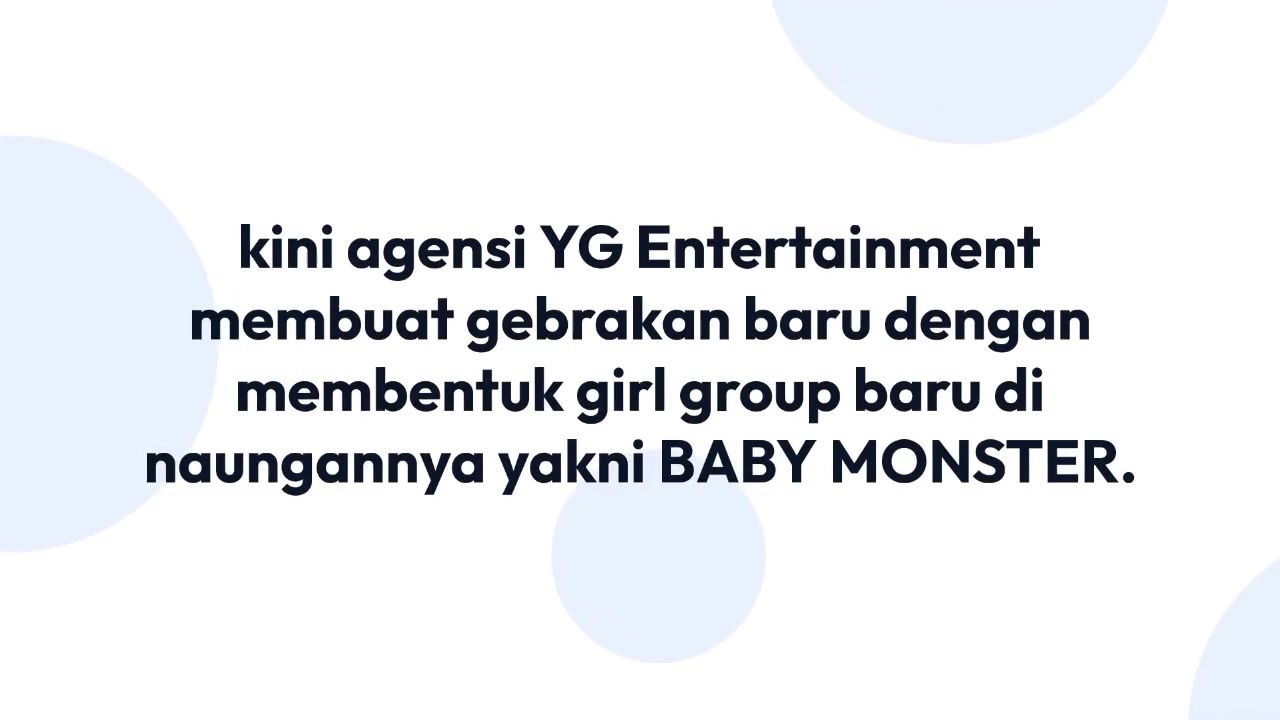 kini agensi YG Entertainment
membuat gebrakan baru dengan
membentuk girl group baru di
naungannya yakni BABY MONSTER.